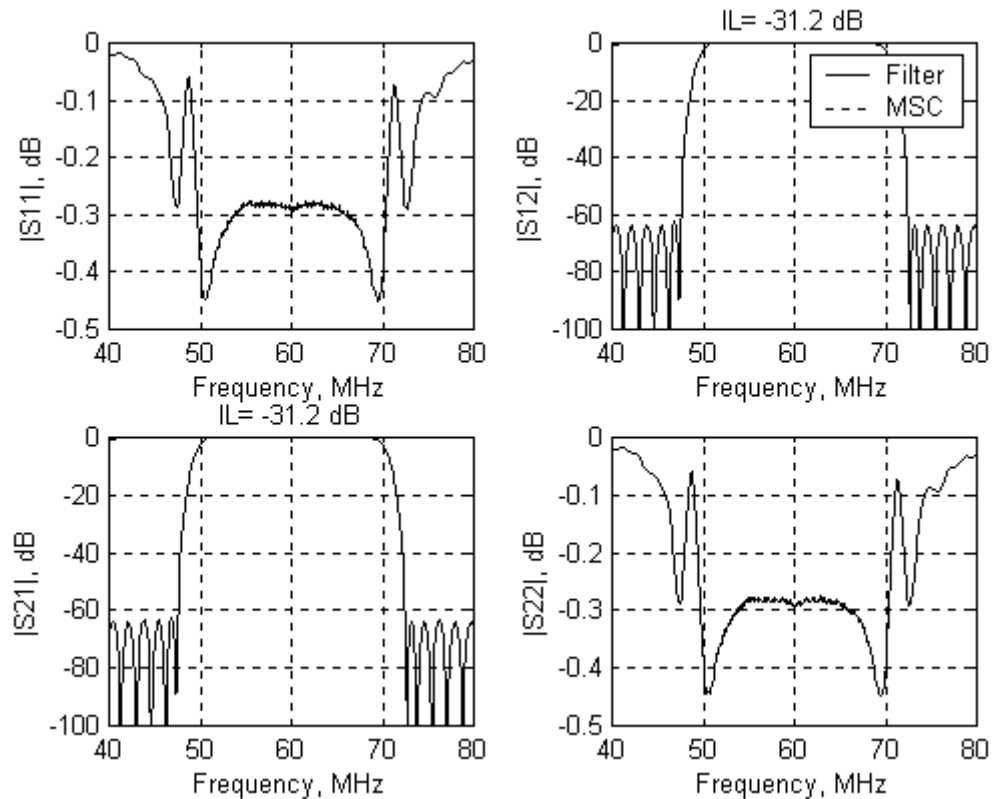 |S11|, dB
0
-0.1
-0.2
-0.3
-0.4
-0.5
40 50 60 70 80
Frequency, MHz
IL= -31.2 dB
|S12|, dB
0
-20
-40
-60
-80
-100
Filter
MSC
40 50 60 70 80
Frequency, MHz
IL= -31.2 dB
|S21|, dB
0
-20
-40
-60
-80
-100
40 50 60 70 80
Frequency, MHz
|S22|, dB
0
-0.1
-0.2
-0.3
-0.4
-0.5
40 50 60 70 80
Frequency, MHz